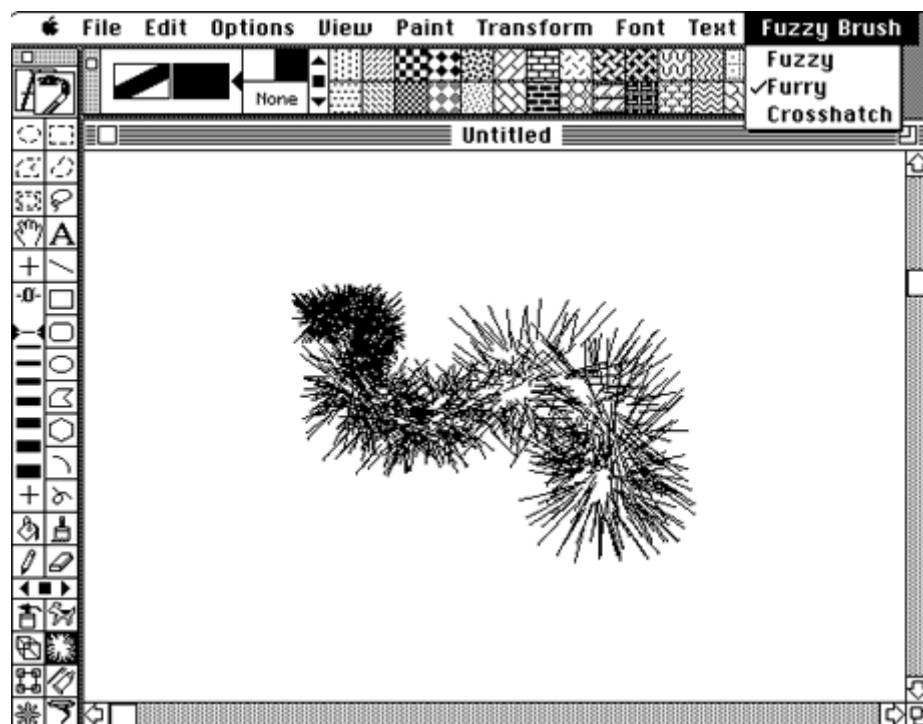 File Edit Options View Paint Transform Font Text Fuzzy Brush
Fuzzy
✓Furry
Crosshatch
None
Untitled
A